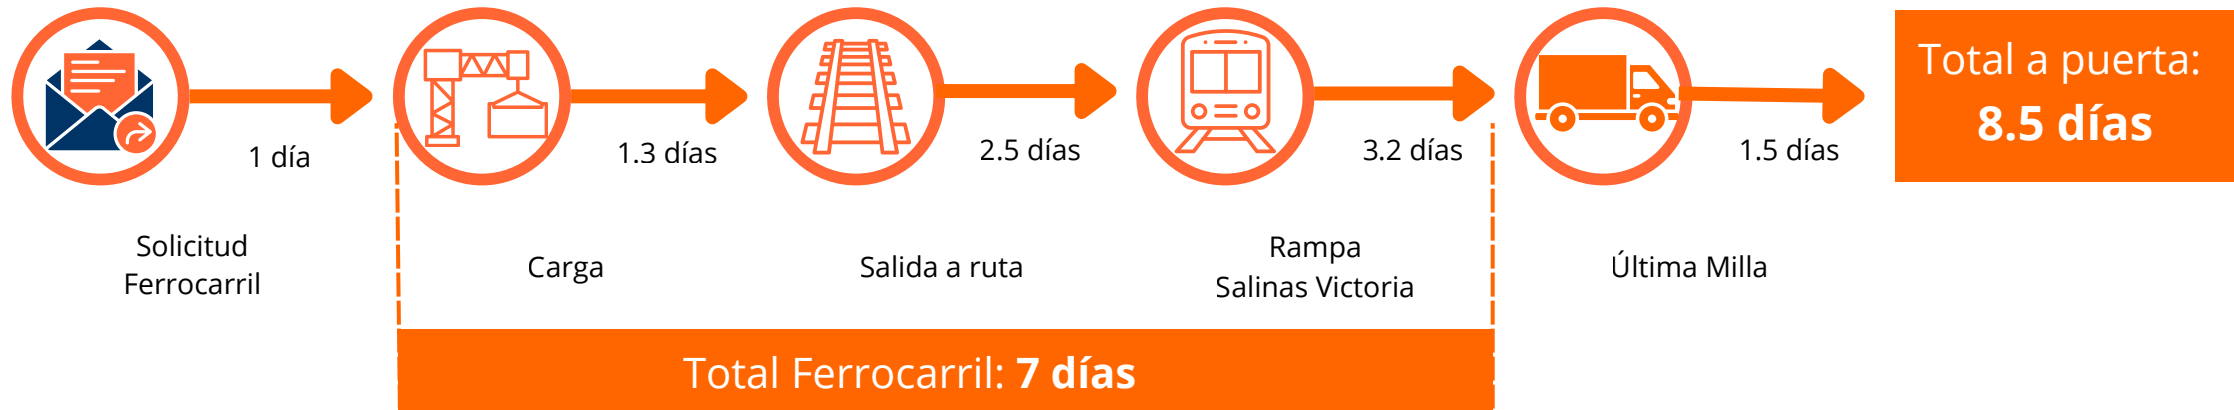 Total a puerta:
8.5 días
1 día
1.3 días
2.5 días
3.2 días
1.5 días
Solicitud
Ferrocarril
Carga
Salida a ruta
Rampa
Salinas Victoria
Última Milla
Total Ferrocarril: 7 días